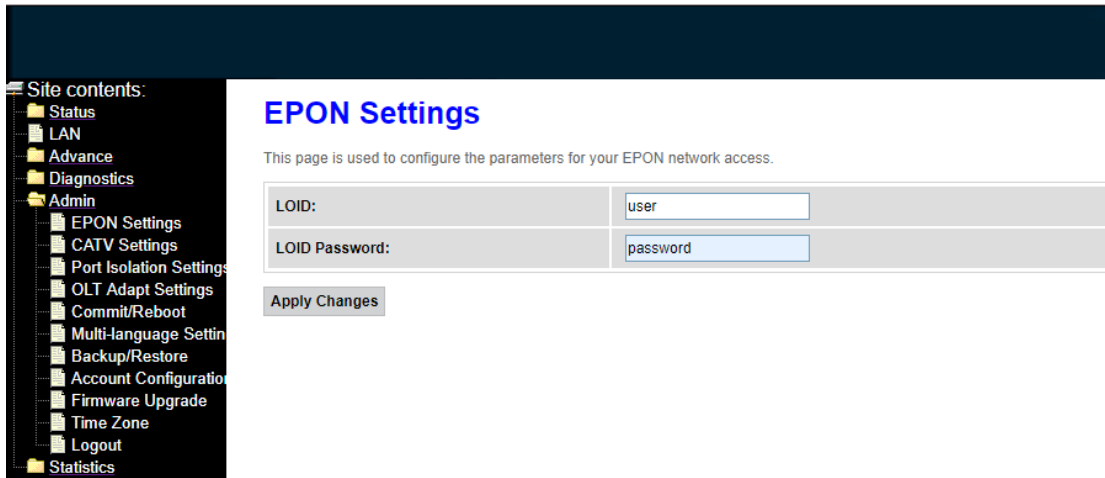 Site contents:
Status
LAN
Advance
Diagnostics
Admin
EPON Settings
CATV Settings
Port Isolation Settings
OLT Adapt Settings
Commit/Reboot
Multi-language Settin
Backup/Restore
Account Configuration
Firmware Upgrade
Time Zone
Logout
Statistics
EPON Settings
This page is used to configure the parameters for your EPON network access.
LOID: user
LOID Password: password
Apply Changes